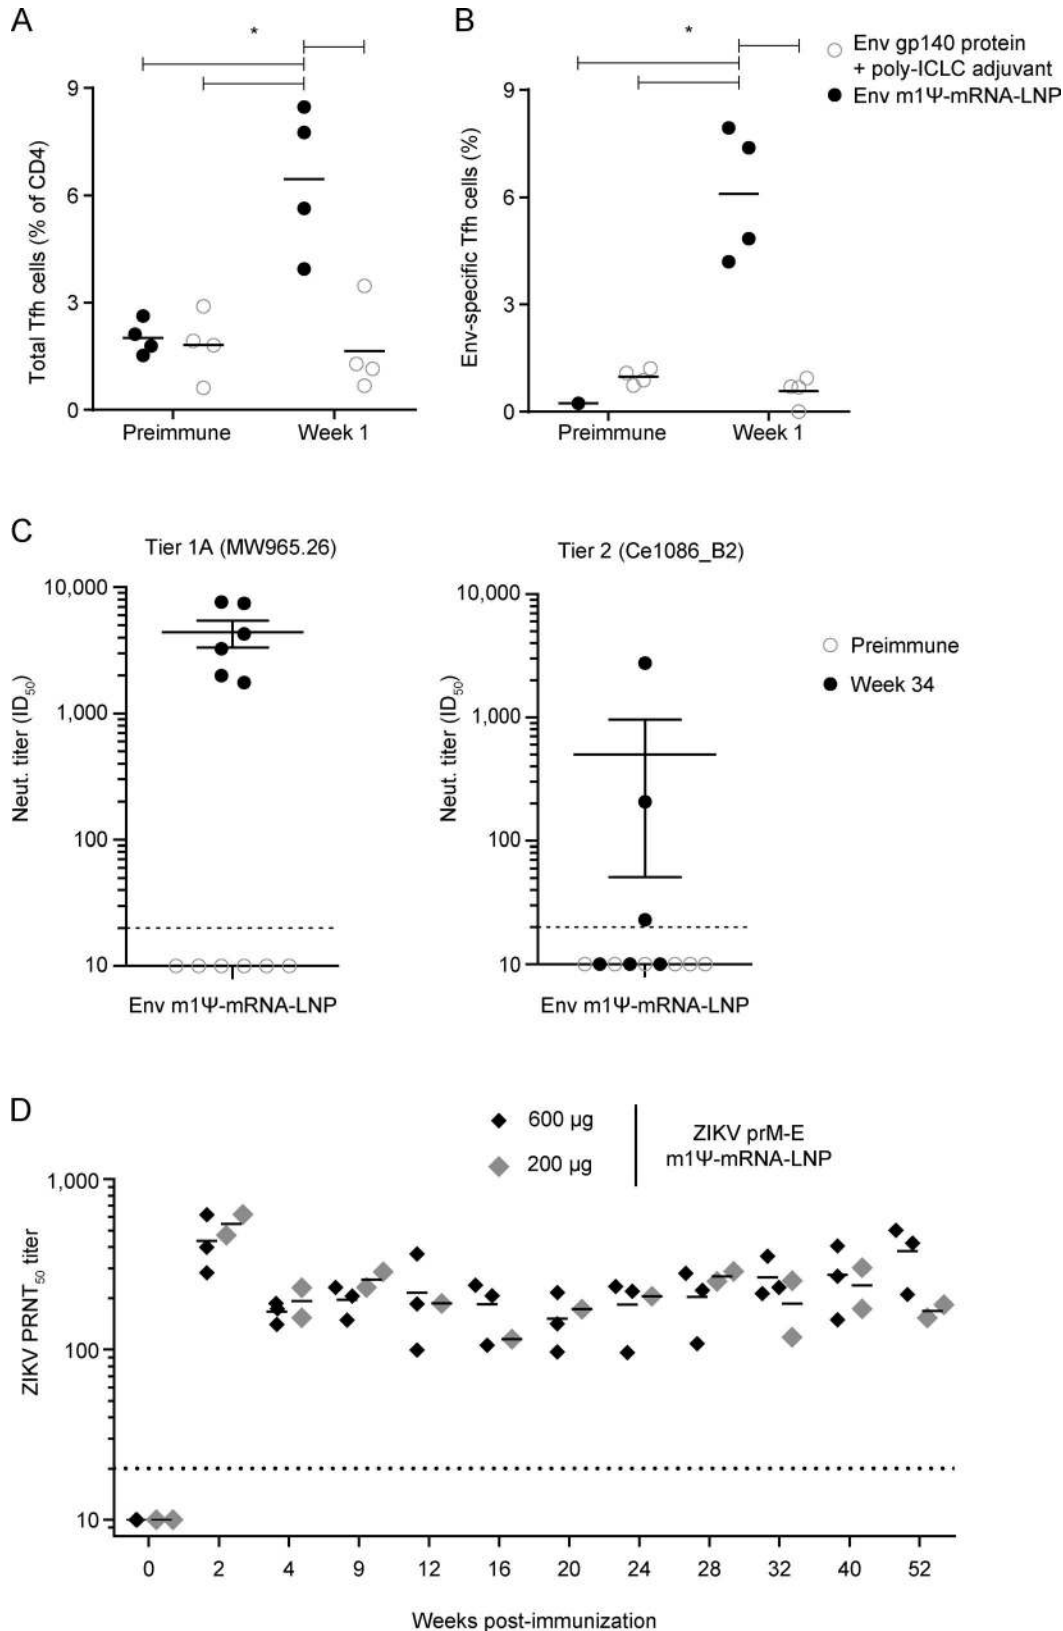 A
*
9
6
3
0
Total Tfh cells (% of CD4)
Preimmune Week 1
B
*
9
6
3
0
Env-specific Tfh cells (%)
Preimmune Week 1
Env gp140 protein
+ poly-ICLC adjuvant
Env m1Ψ-mRNA-LNP
C
Tier 1A (MW965.26)
10,000
1,000
100
10
Neut. titer (ID50)
Env m1Ψ-mRNA-LNP
Tier 2 (Ce1086_B2)
10,000
1,000
100
10
Neut. titer (ID50)
Env m1Ψ-mRNA-LNP
Preimmune
Week 34
D
600 µg
200 µg
ZIKV prM-E
m1Ψ-mRNA-LNP
1,000
100
10
ZIKV PRNT50 titer
0 2 4 9 12 16 20 24 28 32 40 52
Weeks post-immunization